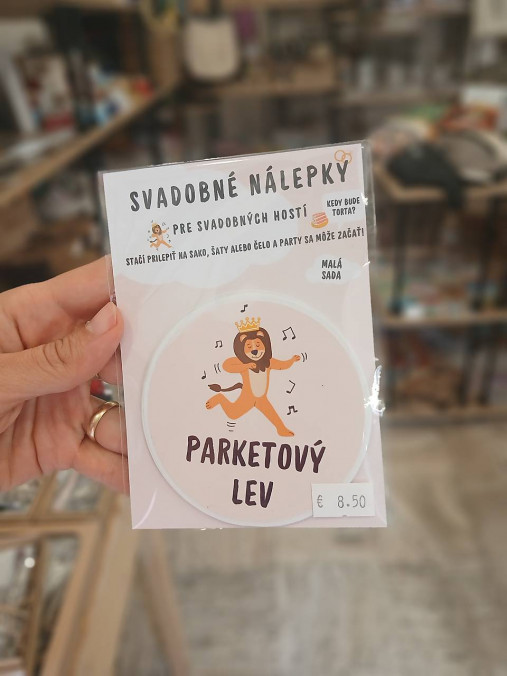 SVADOBNÉ NÁLEPKY
PRE SVADOBNÝCH HOSTÍ
KEDY BUDE
TORTA?
STAČÍ PRILEPIŤ NA SAKO, ŠATY ALEBO ČELO A PARTY SA MÔŽE ZAČAŤ!
MALÁ
SADA
PARKETOVÝ
LEV
€ 8.50